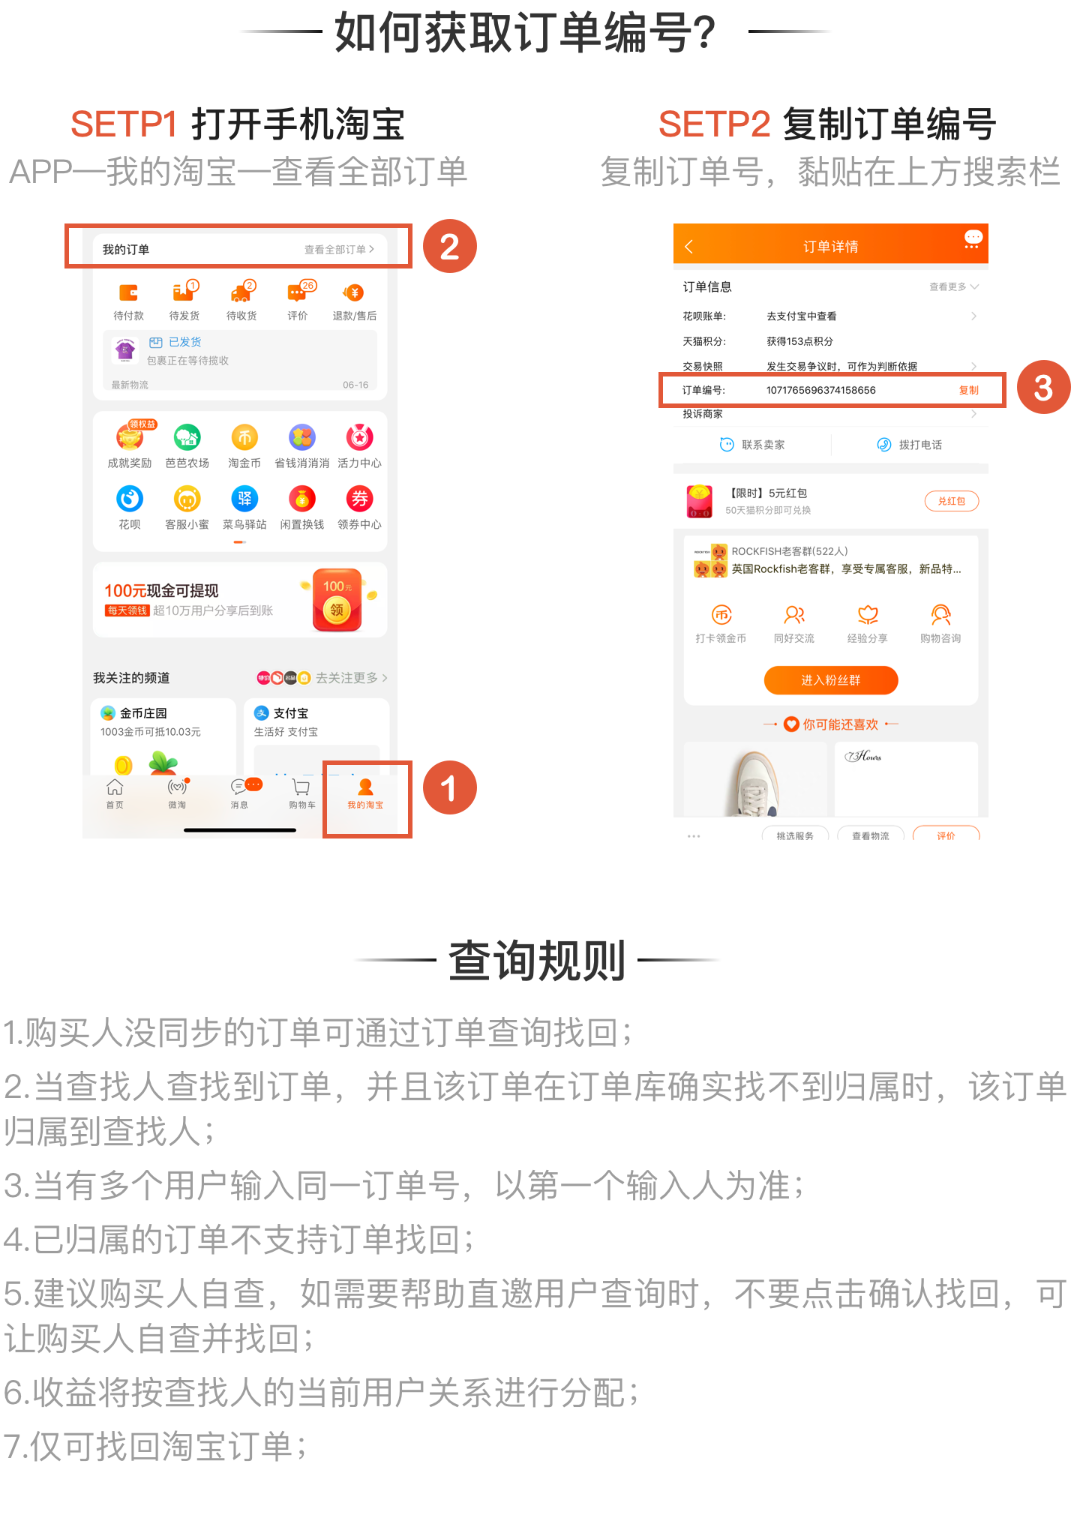 如何获取订单编号?
SETP1 打开手机淘宝
APP—我的淘宝—查看全部订单
SETP2 复制订单编号
复制订单号，黏贴在上方搜索栏
我的订单 查看全部订单
2
1 2 26
待付款 待发货 待收货 评价 退款/售后
已发货
包裹正在等待揽收
最新物流 06-16
领权益
成就奖励 芭芭农场 淘金币 省钱消消消 活力中心
花呗 客服小蜜 菜鸟驿站 闲置换钱 领券中心
100元现金可提现
每天领钱 超10万用户分享后到账
100元
领
我关注的频道 去关注更多
金币庄园 支付宝
1003金币可抵10.03元 生活好 支付宝
首页 微淘 消息 购物车 我的淘宝
1
订单详情
订单信息 查看更多
花呗账单: 去支付宝中查看
天猫积分: 获得153点积分
交易快照 发生交易争议时，可作为判断依据
订单编号: 1071765696374158656 复制
3
投诉商家
联系卖家 拨打电话
【限时】5元红包
50天猫积分即可兑换
兑红包
ROCKFISH老客群(522人)
英国Rockfish老客群，享受专属客服，新品特...
打卡领金币 同好交流 经验分享 购物咨询
进入粉丝群
你可能还喜欢
73Hours
挑选服务 查看物流 评价
查询规则
1.购买人没同步的订单可通过订单查询找回；
2.当查找人查找到订单，并且该订单在订单库确实找不到归属时，该订单
归属到查找人；
3.当有多个用户输入同一订单号，以第一个输入人为准；
4.已归属的订单不支持订单找回；
5.建议购买人自查，如需要帮助直邀用户查询时，不要点击确认找回，可
让购买人自查并找回；
6.收益将按查找人的当前用户关系进行分配；
7.仅可找回淘宝订单；